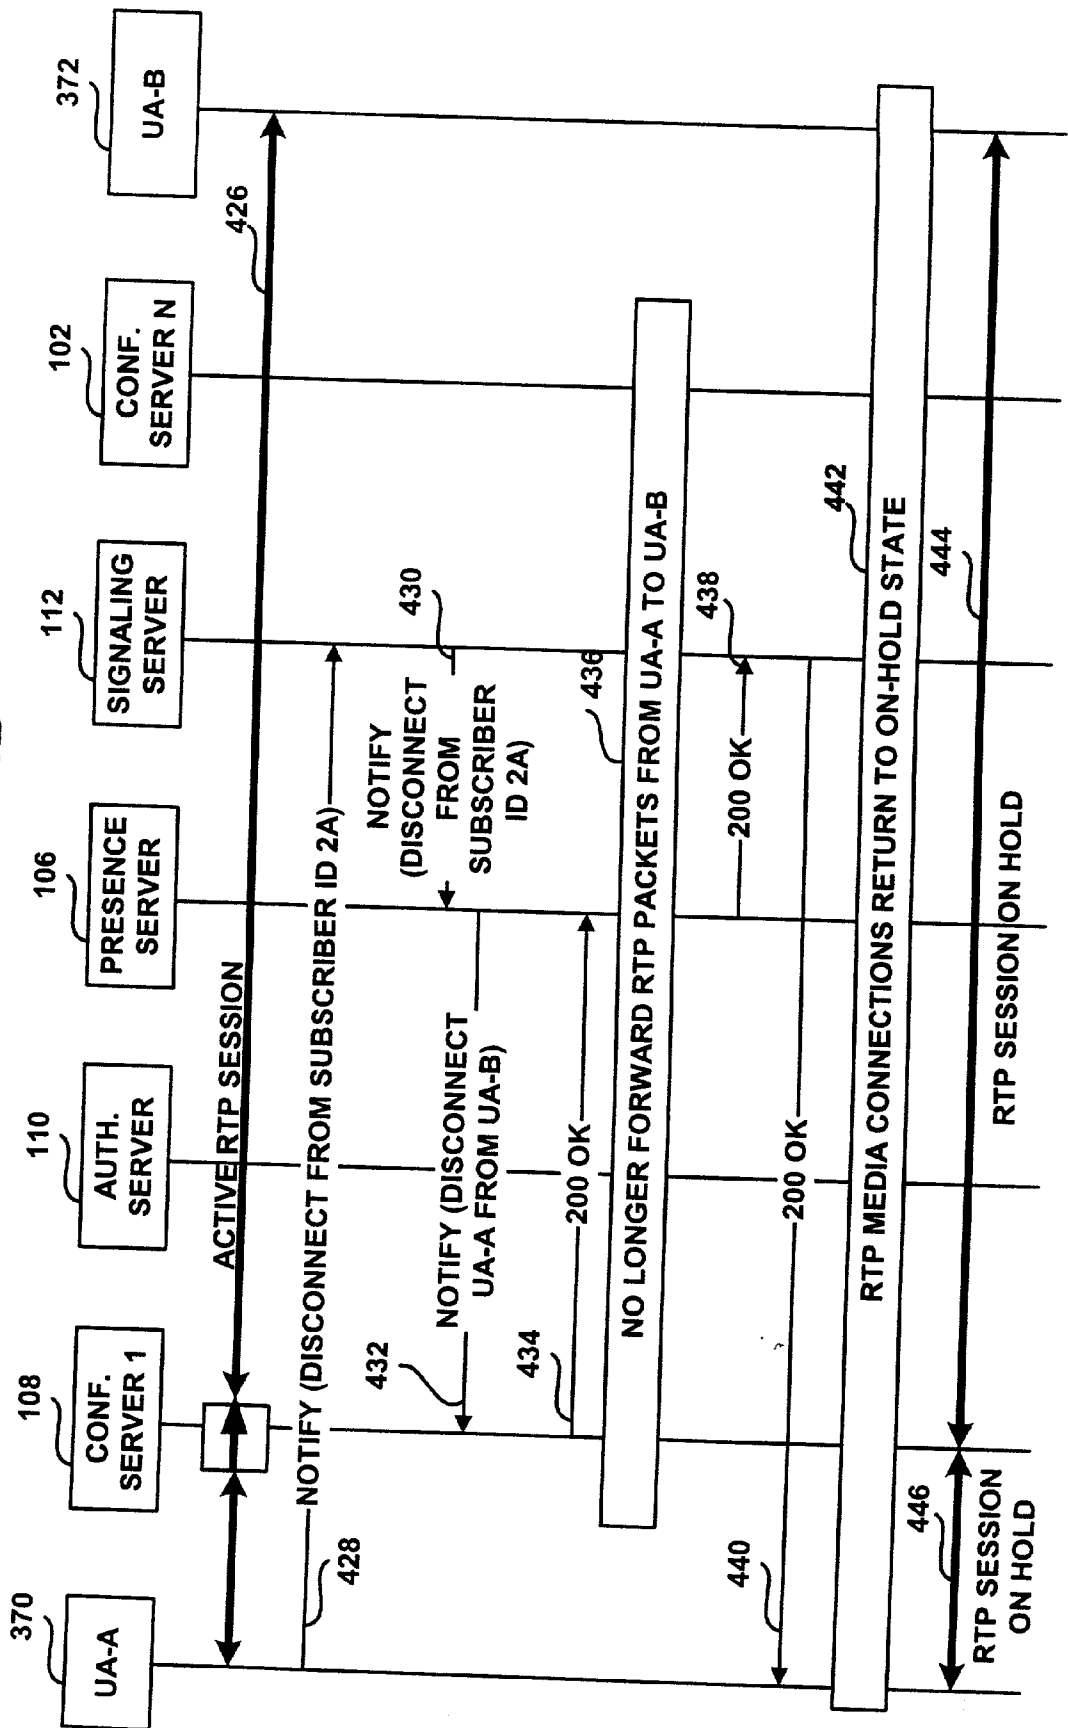 370
108
110
106
112
102
372
UA-A
CONF.
SERVER 1
AUTH.
SERVER
PRESENCE
SERVER
SIGNALING
SERVER
CONF.
SERVER N
UA-B
ACTIVE RTP SESSION
426
NOTIFY (DISCONNECT FROM SUBSCRIBER ID 2A)
428
NOTIFY
(DISCONNECT
FROM
SUBSCRIBER
ID 2A)
430
NOTIFY (DISCONNECT
UA-A FROM UA-B)
432
200 OK
434
436
NO LONGER FORWARD RTP PACKETS FROM UA-A TO UA-B
200 OK
438
200 OK
440
442
RTP MEDIA CONNECTIONS RETURN TO ON-HOLD STATE
444
446
RTP SESSION ON HOLD
RTP SESSION
ON HOLD